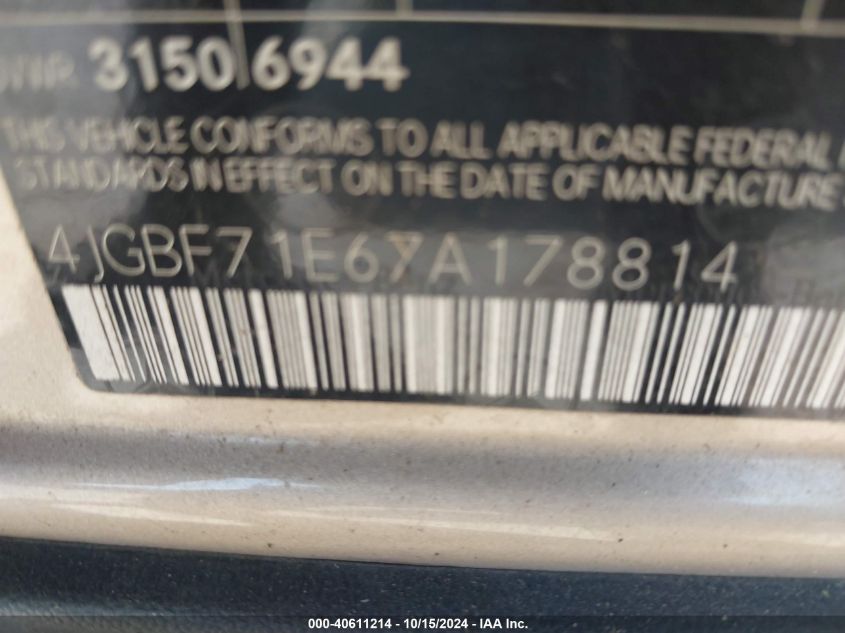 GVWR 3150 6944
THIS VEHICLE CONFORMS TO ALL APPLICABLE FEDERAL
STANDARDS IN EFFECT ON THE DATE OF MANUFACTURE
4JGBF71E67A178814
000-40611214 - 10/15/2024 - IAA Inc.